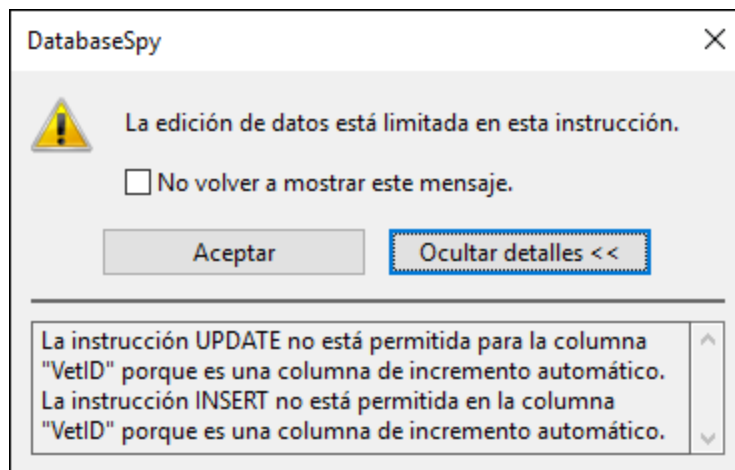 DatabaseSpy
La edición de datos está limitada en esta instrucción.
No volver a mostrar este mensaje.
Aceptar
Ocultar detalles <<
La instrucción UPDATE no está permitida para la columna
"VetID" porque es una columna de incremento automático.
La instrucción INSERT no está permitida en la columna
"VetID" porque es una columna de incremento automático.